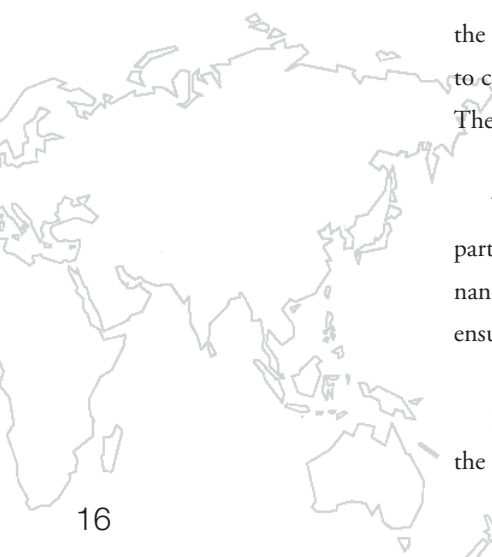 the
to c
The
part
nan
ensu
the
16